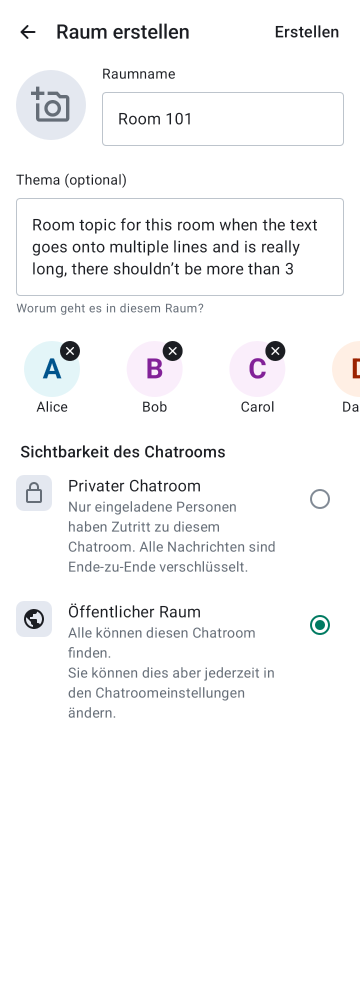 Raum erstellen
Erstellen
Raumname
Room 101
Thema (optional)
Room topic for this room when the text
goes onto multiple lines and is really
long, there shouldn’t be more than 3
Worum geht es in diesem Raum?
A B C
Alice Bob Carol Da
Sichtbarkeit des Chatrooms
Privater Chatroom
Nur eingeladene Personen
haben Zutritt zu diesem
Chatroom. Alle Nachrichten sind
Ende-zu-Ende verschlüsselt.
Öffentlicher Raum
Alle können diesen Chatroom
finden.
Sie können dies aber jederzeit in
den Chatroomeinstellungen
ändern.